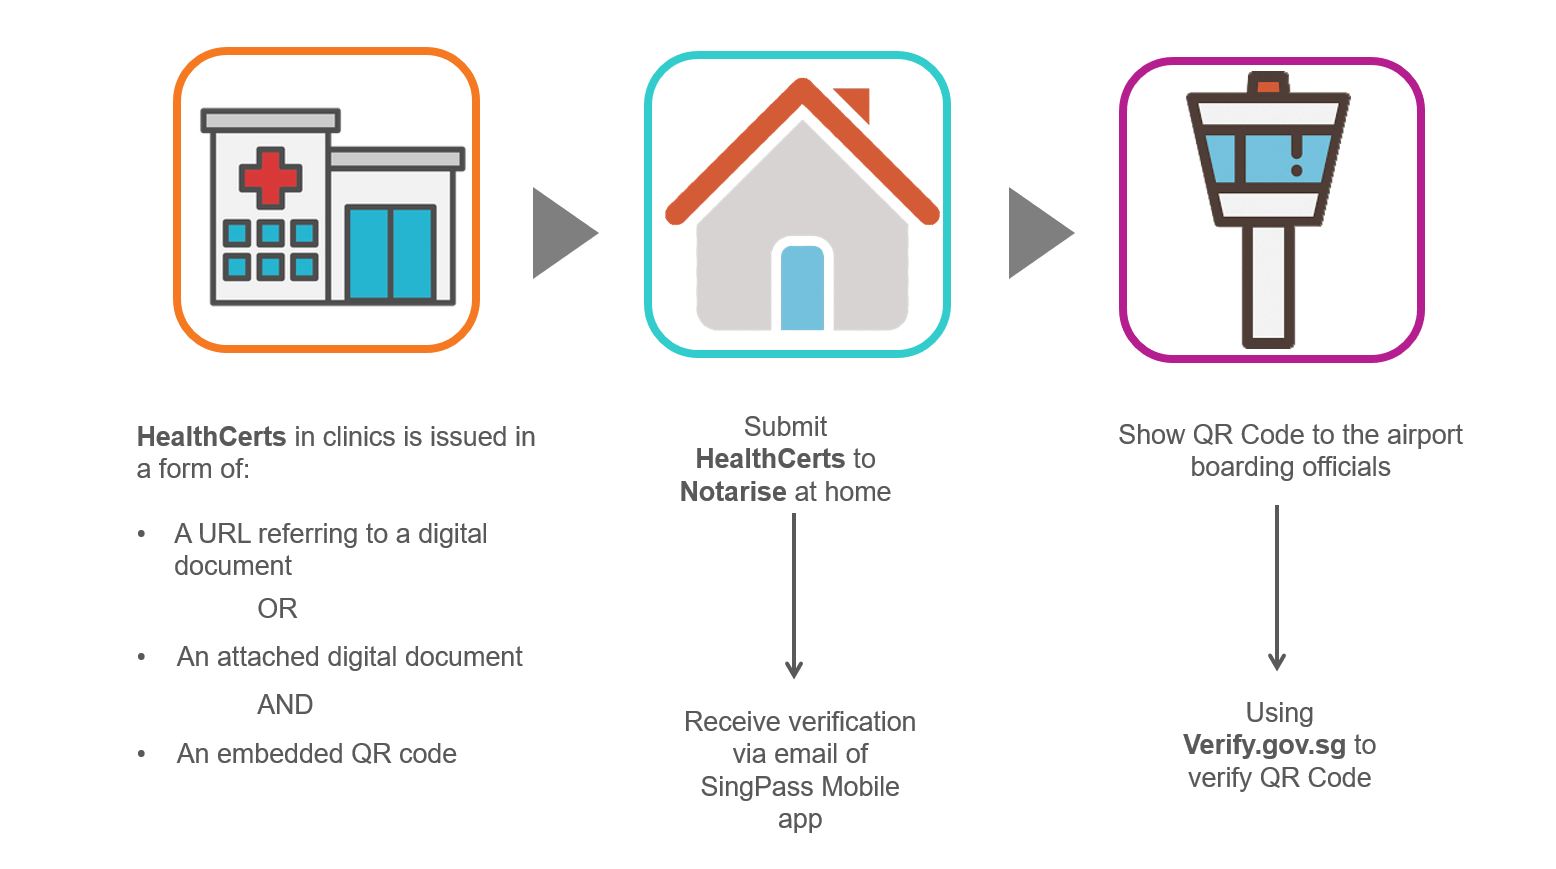 HealthCerts in clinics is issued in
a form of:
• A URL referring to a digital
document
OR
• An attached digital document
AND
• An embedded QR code
Submit
HealthCerts to
Notarise at home
Receive verification
via email of
SingPass Mobile
app
Show QR Code to the airport
boarding officials
Using
Verify.gov.sg to
verify QR Code